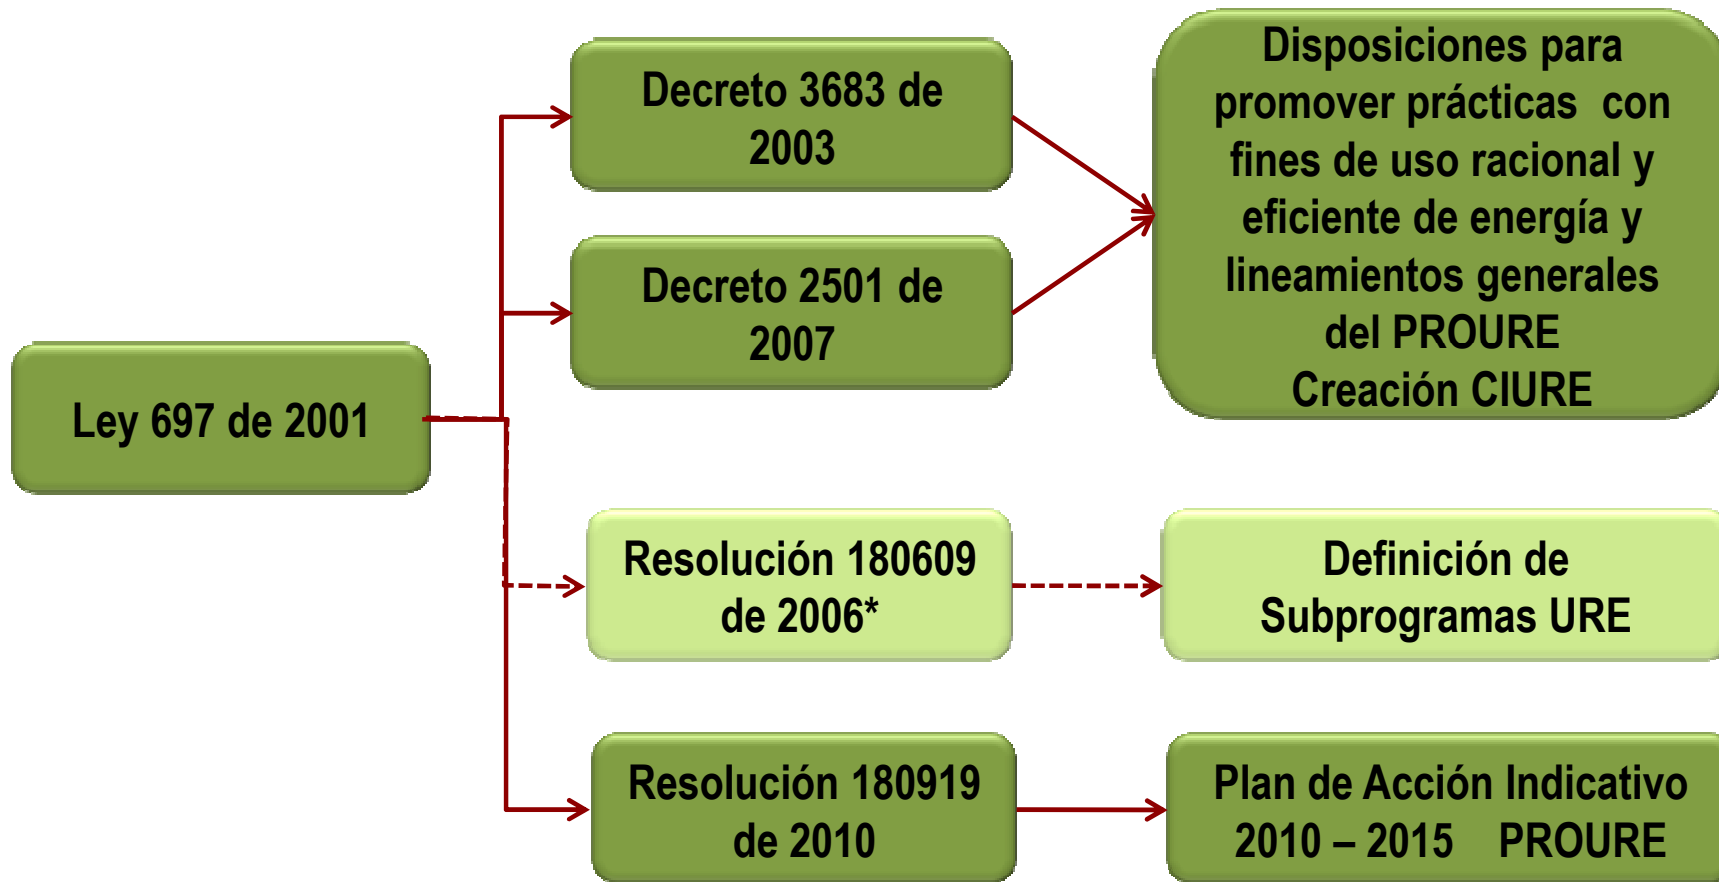 Ley 697 de 2001
Decreto 3683 de
2003
Decreto 2501 de
2007
Disposiciones para
promover prácticas con
fines de uso racional y
eficiente de energía y
lineamientos generales
del PROURE
Creación CIURE
Resolución 180609
de 2006*
Definición de
Subprogramas URE
Resolución 180919
de 2010
Plan de Acción Indicativo
2010 – 2015 PROURE